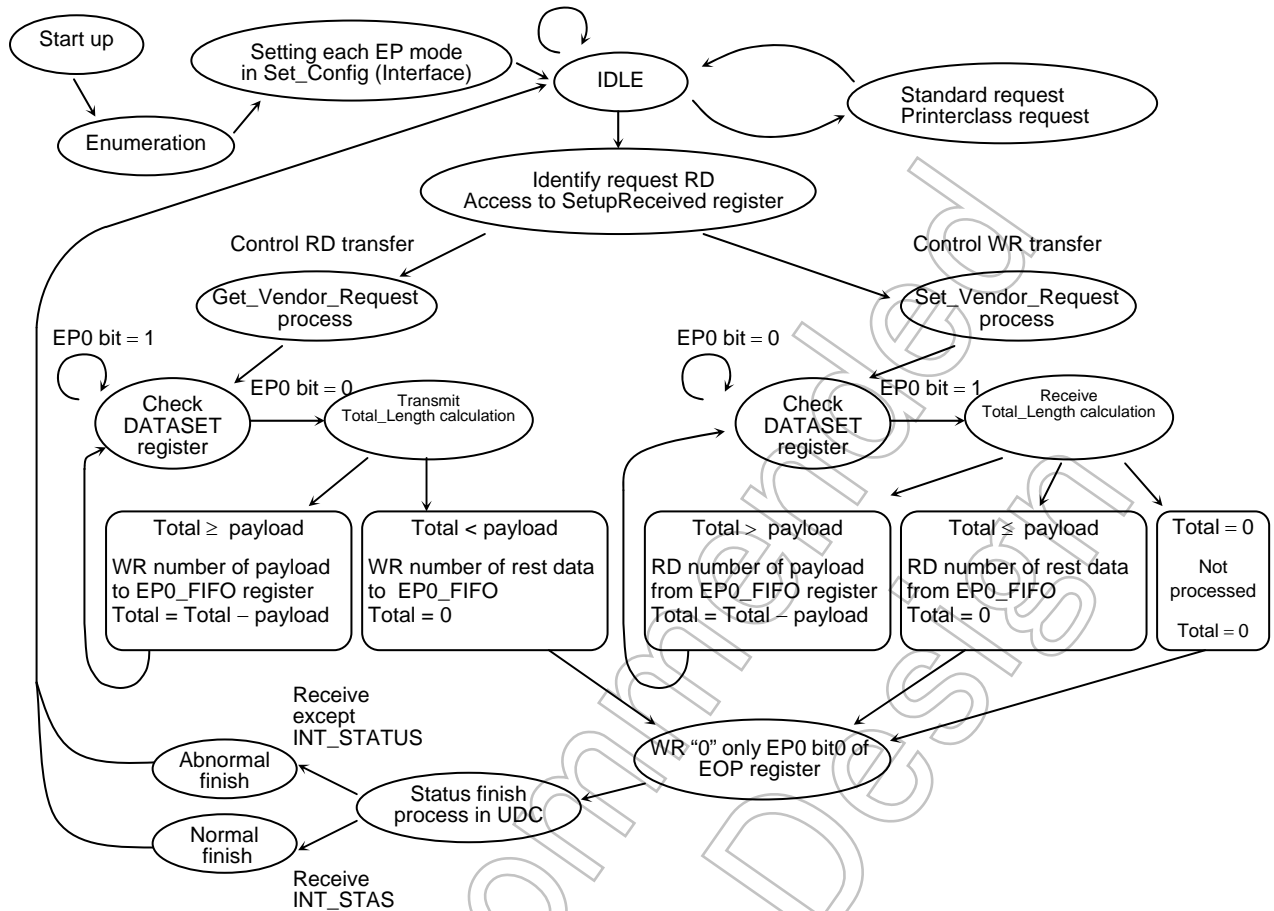 Start up
Setting each EP mode
in Set_Config (Interface)
IDLE
Standard request
Printerclass request
Enumeration
Identify request RD
Access to SetupReceived register
Control RD transfer
Control WR transfer
Get_Vendor_Request
process
Set_Vendor_Request
process
EP0 bit = 1
EP0 bit = 0
Check
DATASET
register
EP0 bit = 0
Transmit
Total_Length calculation
Check
DATASET
register
EP0 bit = 1
Receive
Total_Length calculation
Total ≥ payload
WR number of payload
to EP0_FIFO register
Total = Total – payload
Total < payload
WR number of rest data
to EP0_FIFO
Total = 0
Total > payload
RD number of payload
from EP0_FIFO register
Total = Total – payload
Total ≤ payload
RD number of rest data
from EP0_FIFO
Total = 0
Total = 0
Not
processed
Total = 0
Receive
except
INT_STATUS
WR “0” only EP0 bit0 of
EOP register
Abnormal
finish
Status finish
process in UDC
Normal
finish
Receive
INT_STAS
ommended
Design